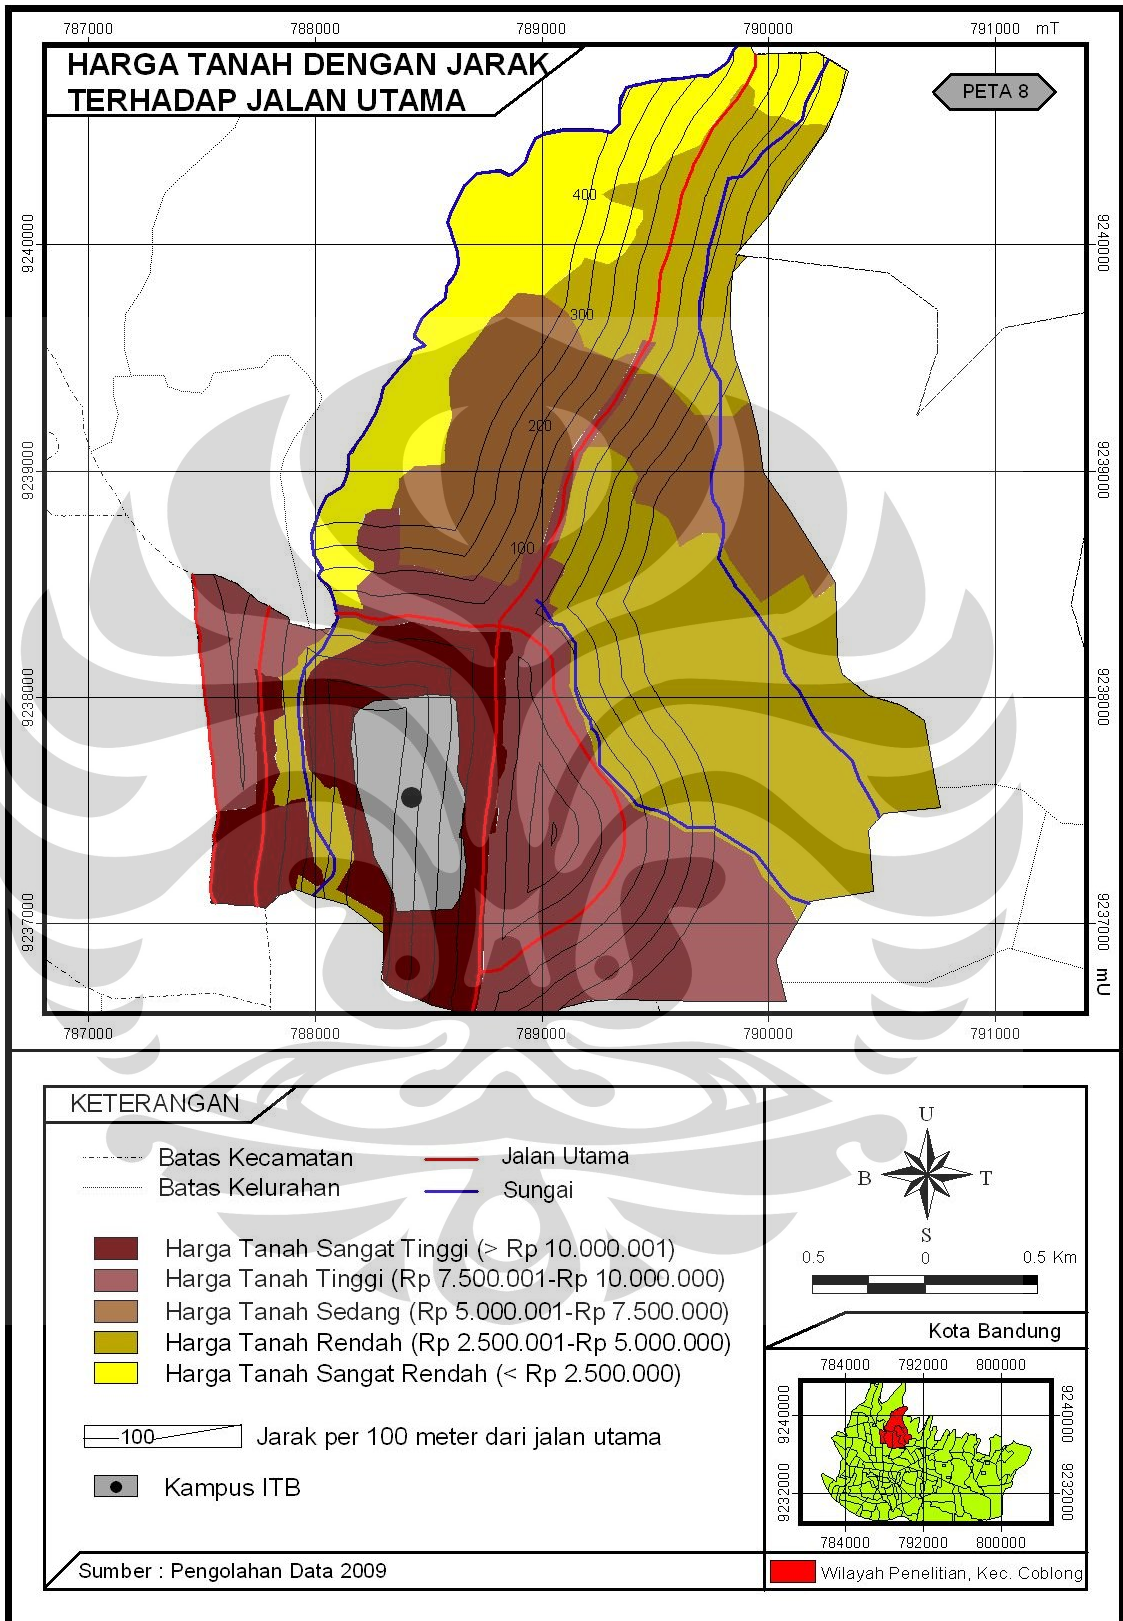 787000 788000 789000 790000 791000 mT
HARGA TANAH DENGAN JARAK
TERHADAP JALAN UTAMA
PETA 8
400
9240000 9240000
300
200
9239000 9239000
100
9238000 9238000
9237000 9237000
mU
787000 788000 789000 790000 791000
KETERANGAN
Batas Kecamatan
Jalan Utama
Batas Kelurahan
Sungai
Harga Tanah Sangat Tinggi (> Rp 10.000.001)
Harga Tanah Tinggi (Rp 7.500.001-Rp 10.000.000)
Harga Tanah Sedang (Rp 5.000.001-Rp 7.500.000)
Harga Tanah Rendah (Rp 2.500.001-Rp 5.000.000)
Harga Tanah Sangat Rendah (< Rp 2.500.000)
100 Jarak per 100 meter dari jalan utama
Kampus ITB
Sumber : Pengolahan Data 2009
U
B T
S
0.5 0 0.5 Km
Kota Bandung
784000 792000 800000
9240000 9240000
9232000 9232000
784000 792000 800000
Wilayah Penelitian, Kec. Coblong